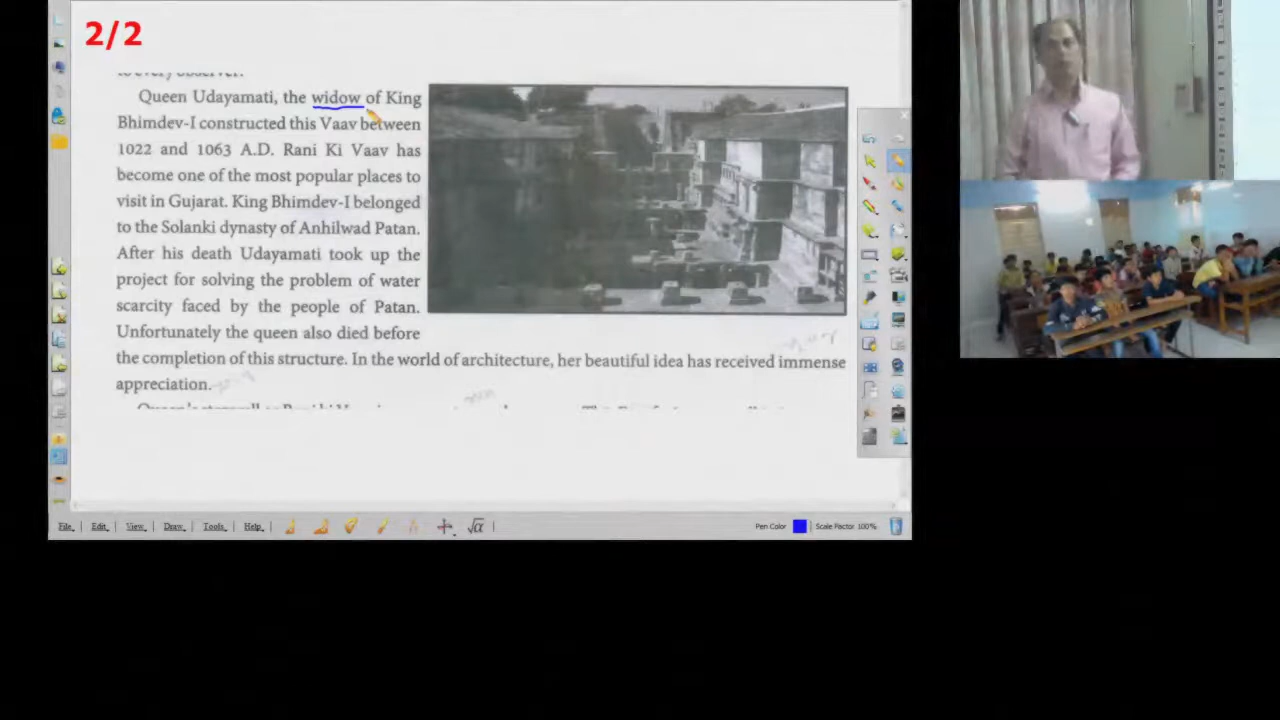 2/2
to every observer.
Queen Udayamati, the widow of King
Bhimdev-I constructed this Vaav between
1022 and 1063 A.D. Rani Ki Vaav has
become one of the most popular places to
visit in Gujarat. King Bhimdev-I belonged
to the Solanki dynasty of Anhilwad Patan.
After his death Udayamati took up the
project for solving the problem of water
scarcity faced by the people of Patan.
Unfortunately the queen also died before
the completion of this structure. In the world of architecture, her beautiful idea has received immense
appreciation.
File Edit View Draw Tools Help √α Pen Color Scale Factor 100%